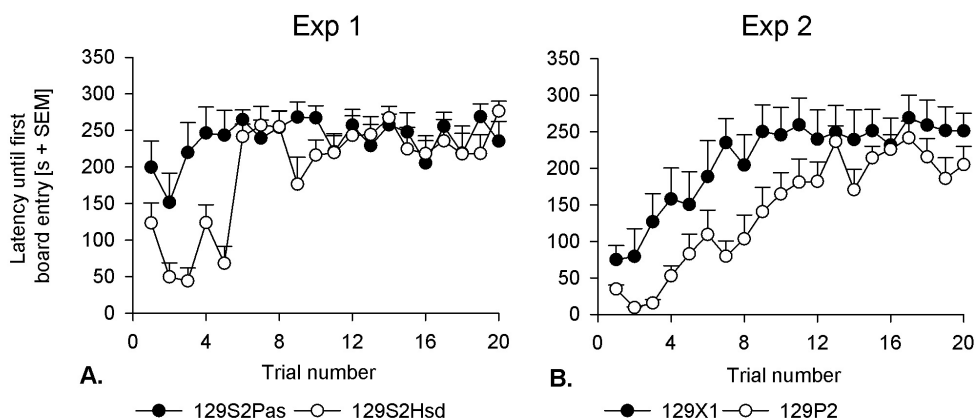 Exp 1
Exp 2
Latency until first
board entry [s + SEM]
350
300
250
200
150
100
50
0
0 4 8 12 16 20
Trial number
A.
129S2Pas 129S2Hsd
350
300
250
200
150
100
50
0
0 4 8 12 16 20
Trial number
B.
129X1 129P2